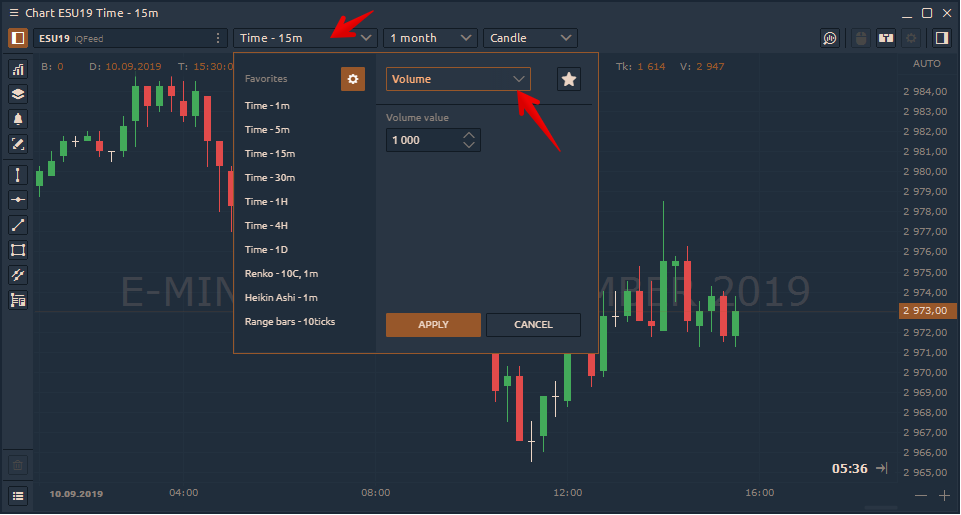 Chart ESU19 Time - 15m
ESU19 IQFeed Time - 15m 1 month Candle
B: 0 D: 10.09.2019 T: 15:30:0 Tk: 1 614 V: 2 947 AUTO
Favorites Volume
Time - 1m
Time - 5m
Time - 15m
Time - 30m
Time - 1H
Time - 4H
Time - 1D
Renko - 10C, 1m
Heikin Ashi - 1m
Range bars - 10ticks
Volume value
1 000
APPLY CANCEL
E-MIN MBER 2019
2 984,00
2 983,00
2 982,00
2 981,00
2 980,00
2 979,00
2 978,00
2 977,00
2 976,00
2 975,00
2 974,00
2 973,00
2 972,00
2 971,00
2 970,00
2 969,00
2 968,00
2 967,00
2 966,00
2 965,00
05:36
10.09.2019 04:00 08:00 12:00 16:00